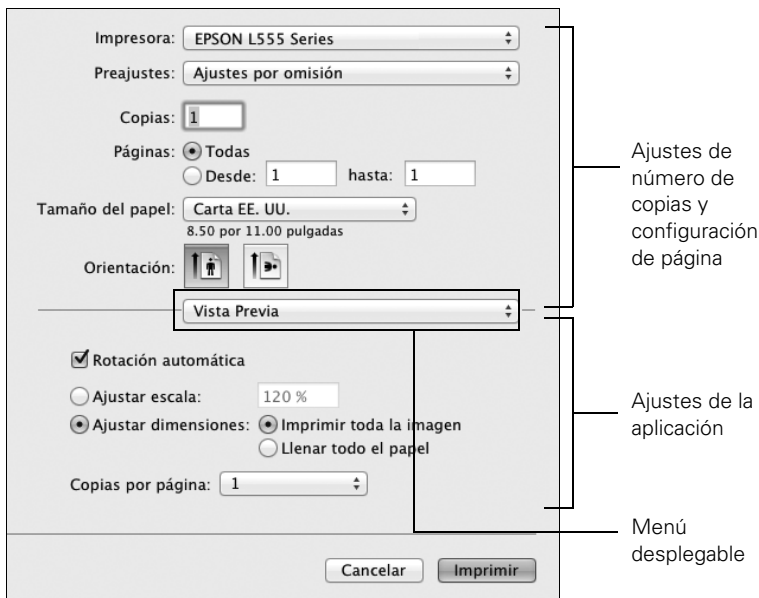 Impresora: EPSON L555 Series
Preajustes: Ajustes por omisión
Copias: 1
Páginas: Todas
Desde: 1 hasta: 1
Tamaño del papel: Carta EE. UU.
8.50 por 11.00 pulgadas
Orientación:
Vista Previa
Rotación automática
Ajustar escala: 120 %
Ajustar dimensiones: Imprimir toda la imagen
Llenar todo el papel
Copias por página: 1
Cancelar Imprimir
Ajustes de
número de
copias y
configuración
de página
Ajustes de la
aplicación
Menú
desplegable